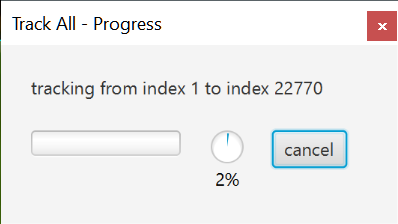 Track All - Progress
tracking from index 1 to index 22770
cancel
2%